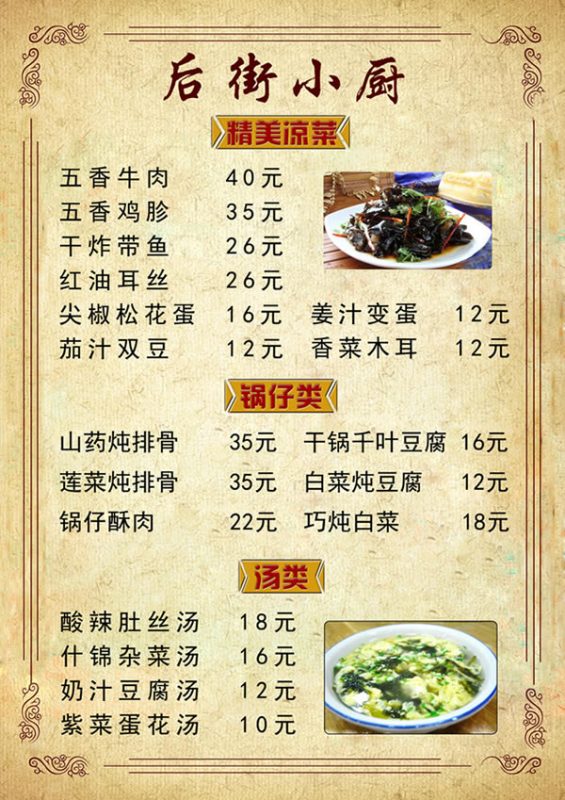 后街小厨
精美凉菜
五香牛肉 40元
五香鸡胗 35元
干炸带鱼 26元
红油耳丝 26元
尖椒松花蛋 16元 姜汁变蛋 12元
茄汁双豆 12元 香菜木耳 12元
锅仔类
山药炖排骨 35元 干锅千叶豆腐 16元
莲菜炖排骨 35元 白菜炖豆腐 12元
锅仔酥肉 22元 巧炖白菜 18元
汤类
酸辣肚丝汤 18元
什锦杂菜汤 16元
奶汁豆腐汤 12元
紫菜蛋花汤 10元